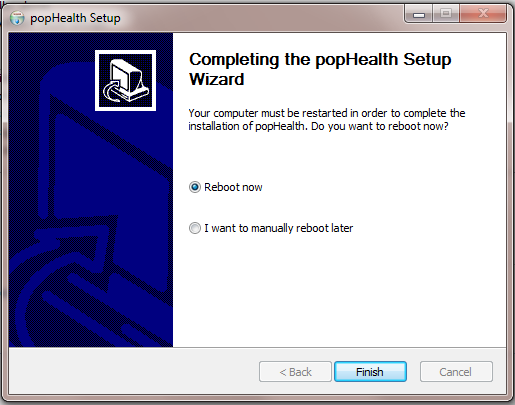 popHealth Setup
Completing the popHealth Setup
Wizard
Your computer must be restarted in order to complete the
installation of popHealth. Do you want to reboot now?
Reboot now
I want to manually reboot later
< Back
Finish
Cancel